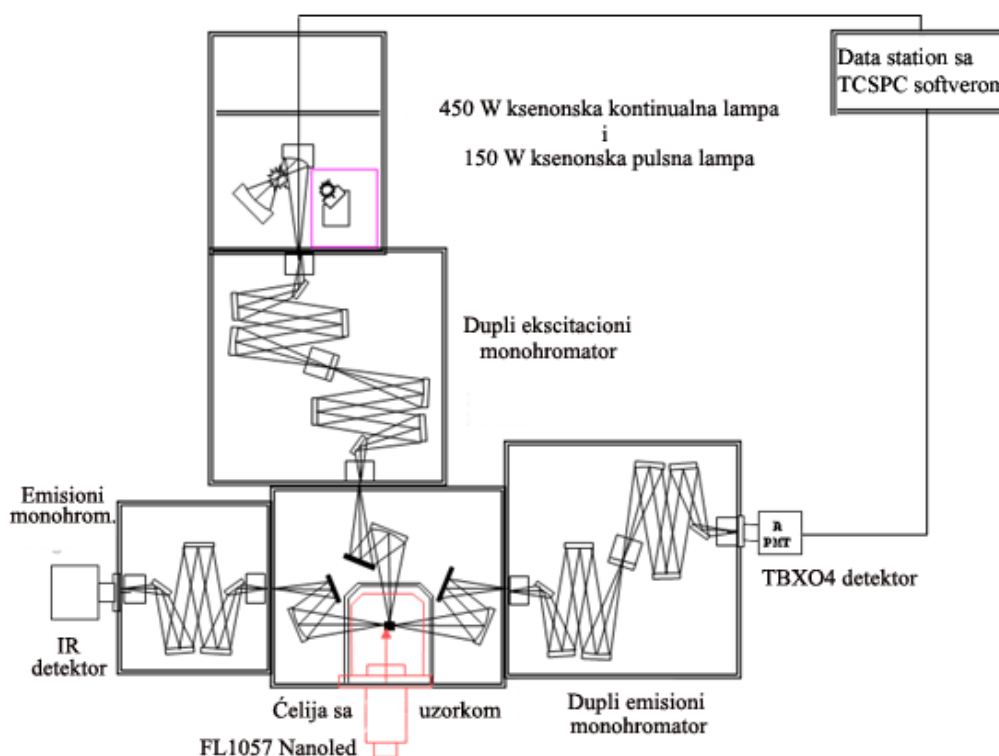 Data station sa
TCSPC softverom
450 W ksenonska kontinualna lampa
i
150 W ksenonska pulsna lampa
Dupli ekscitacioni
monohromator
Emisioni
monohrom.
IR
detektor
R
PMT
TBXO4 detektor
Ćelija sa uzorkom
FL1057 Nanoled
Dupli emisioni
monohromator